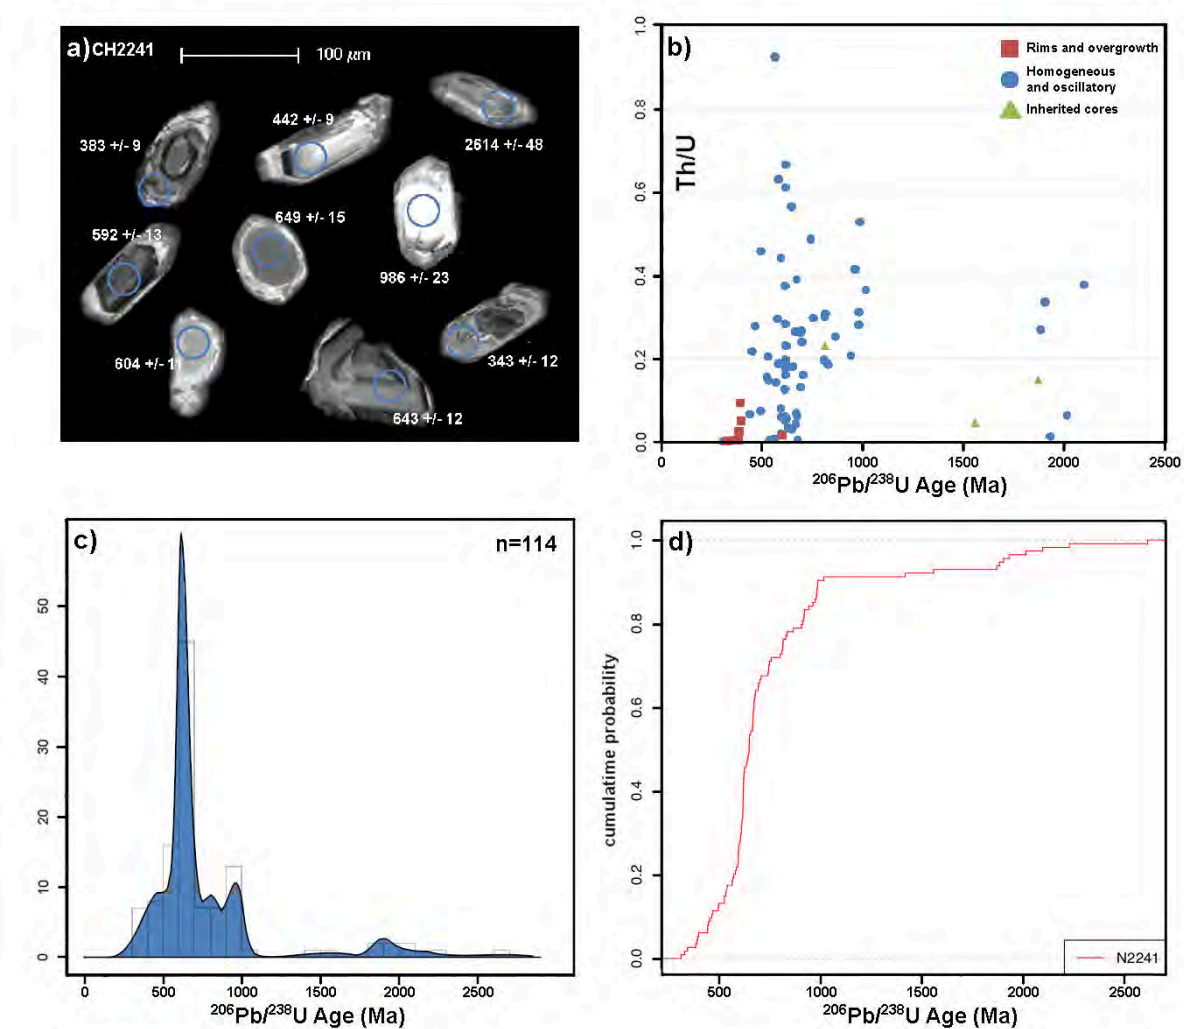 a) CH2241
100 μm
383 +/- 9
442 +/- 9
2614 +/- 48
649 +/- 15
592 +/- 13
986 +/- 23
604 +/- 11
343 +/- 12
643 +/- 12
b)
Rims and overgrowth
Homogeneous
and oscillatory
Inherited cores
Th/U
1.0
0.8
0.6
0.4
0.2
0.0
0 500 1000 1500 2000 2500
206Pb/238U Age (Ma)
c)
n=114
50
40
30
20
10
0
0 500 1000 1500 2000 2500
206Pb/238U Age (Ma)
d)
cumulatime probability
1.0
0.8
0.6
0.4
0.2
0.0
N2241
500 1000 1500 2000 2500
206Pb/238U Age (Ma)